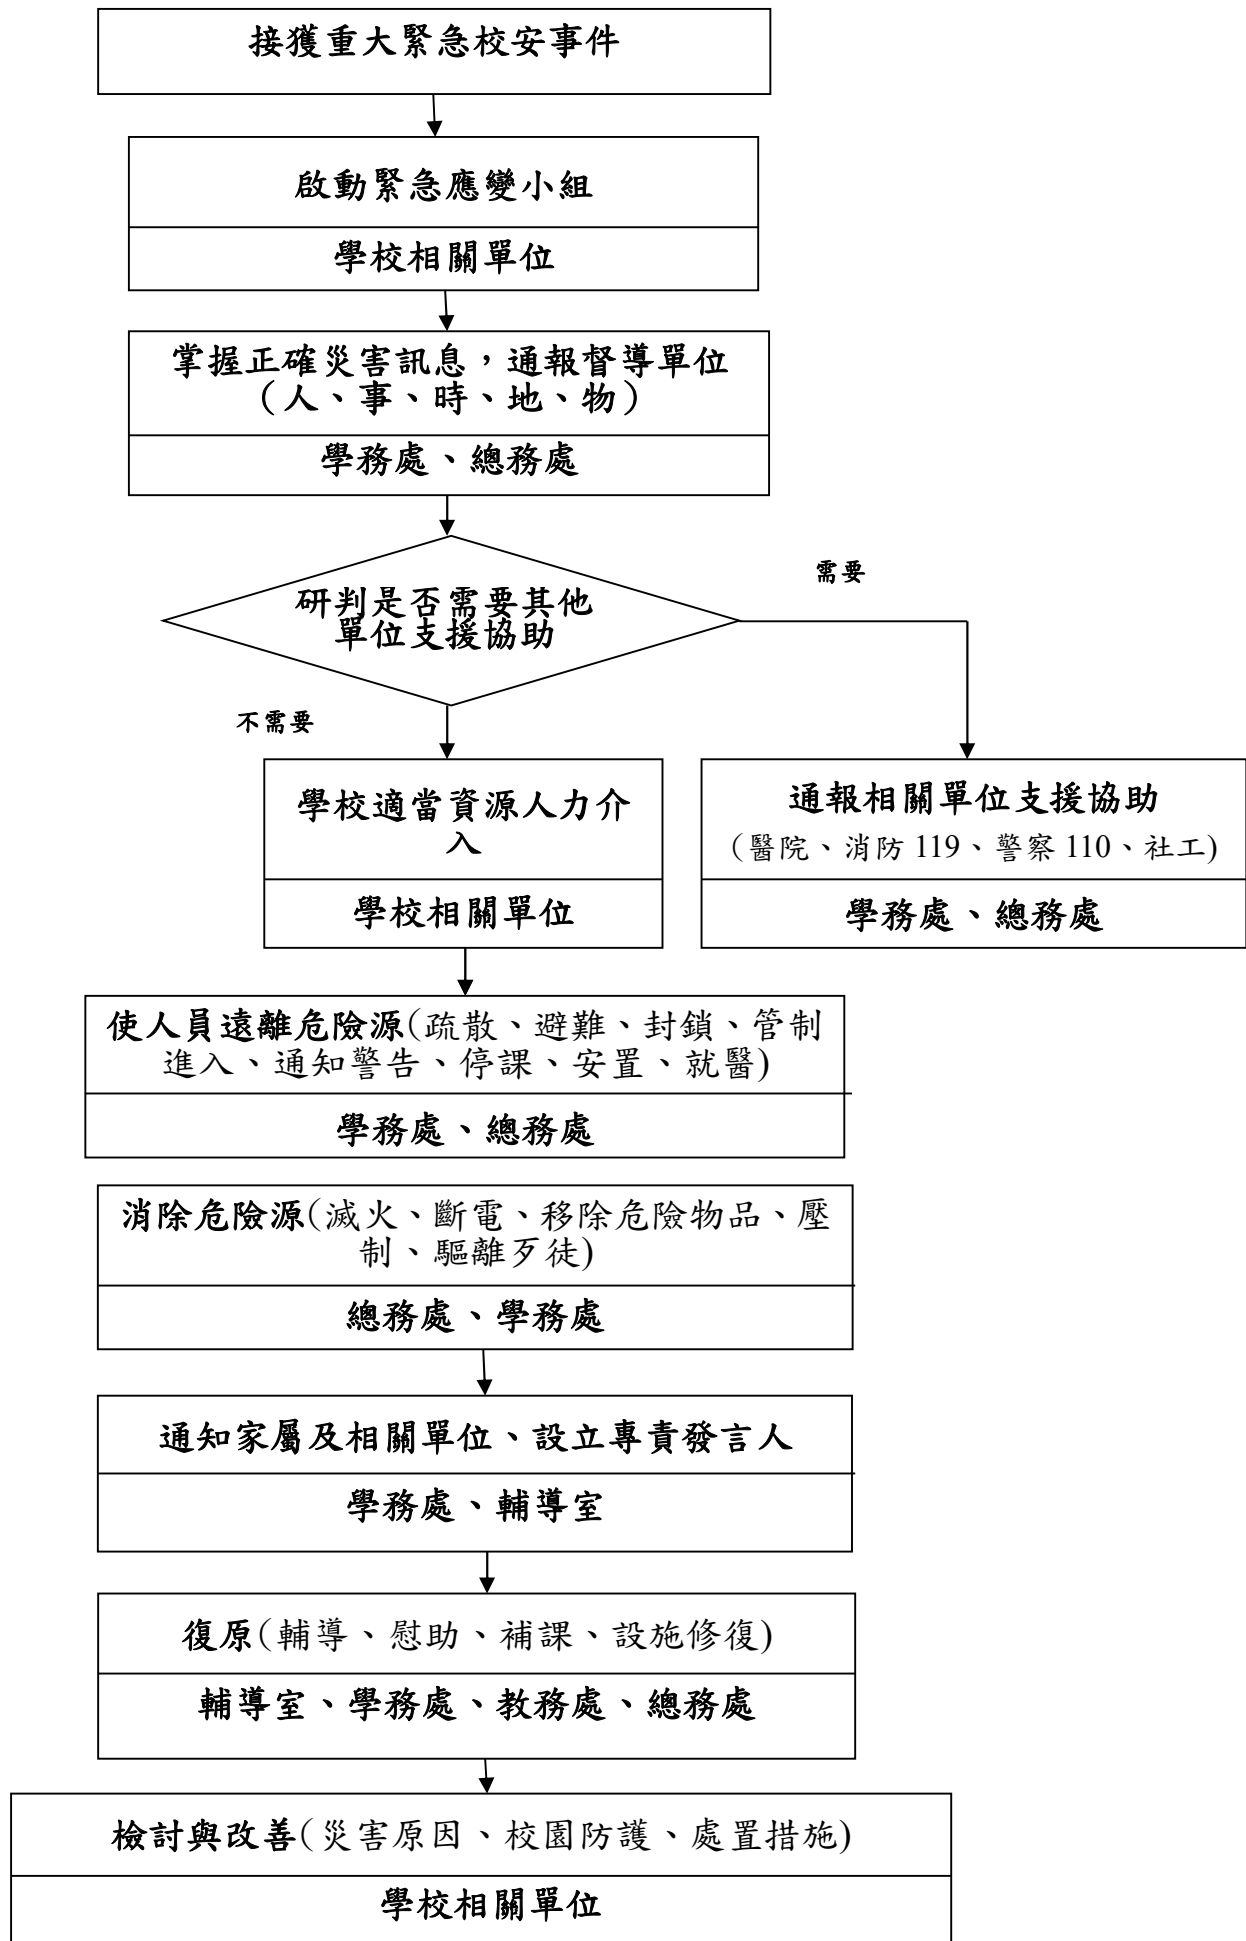 接獲重大緊急校安事件
啟動緊急應變小組
學校相關單位
掌握正確災害訊息，通報督導單位
（人、事、時、地、物）
學務處、總務處
研判是否需要其他
單位支援協助
需要
不需要
學校適當資源人力介
入
學校相關單位
通報相關單位支援協助
（醫院、消防 119、警察 110、社工)
學務處、總務處
使人員遠離危險源(疏散、避難、封鎖、管制
進入、通知警告、停課、安置、就醫)
學務處、總務處
消除危險源(滅火、斷電、移除危險物品、壓
制、驅離歹徒)
總務處、學務處
通知家屬及相關單位、設立專責發言人
學務處、輔導室
復原(輔導、慰助、補課、設施修復)
輔導室、學務處、教務處、總務處
檢討與改善(災害原因、校園防護、處置措施)
學校相關單位